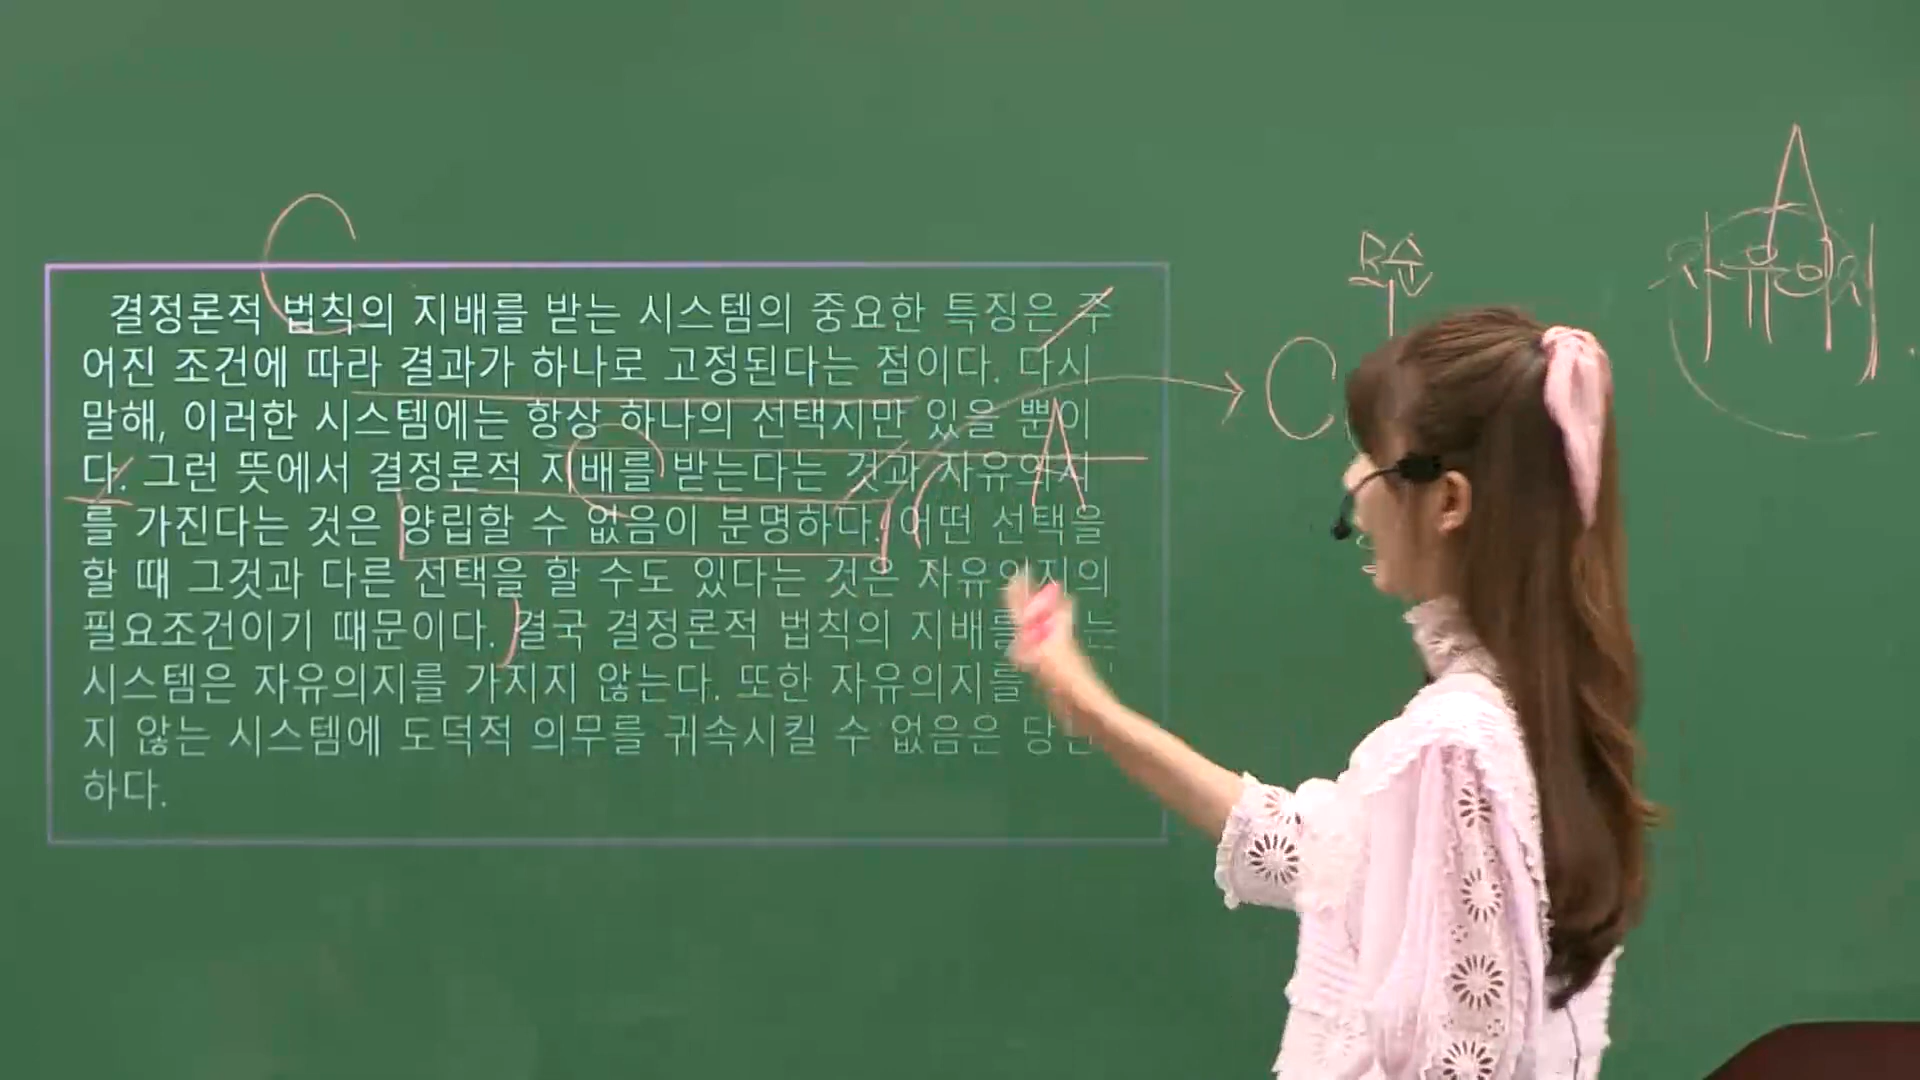 C
결정론적 법칙의 지배를 받는 시스템의 중요한 특징은 주
어진 조건에 따라 결과가 하나로 고정된다는 점이다. 다시
말해, 이러한 시스템에는 항상 하나의 선택지만 있을 뿐이
다. 그런 뜻에서 결정론적 지배를 받는다는 것과 자유의지
를 가진다는 것은 양립할 수 없음이 분명하다. 어떤 선택을
할 때 그것과 다른 선택을 할 수도 있다는 것은 자유의지의
필요조건이기 때문이다. 결국 결정론적 법칙의 지배를 는
시스템은 자유의지를 가지지 않는다. 또한 자유의지를
지 않는 시스템에 도덕적 의무를 귀속시킬 수 없음은
하다.
C
A
C
A